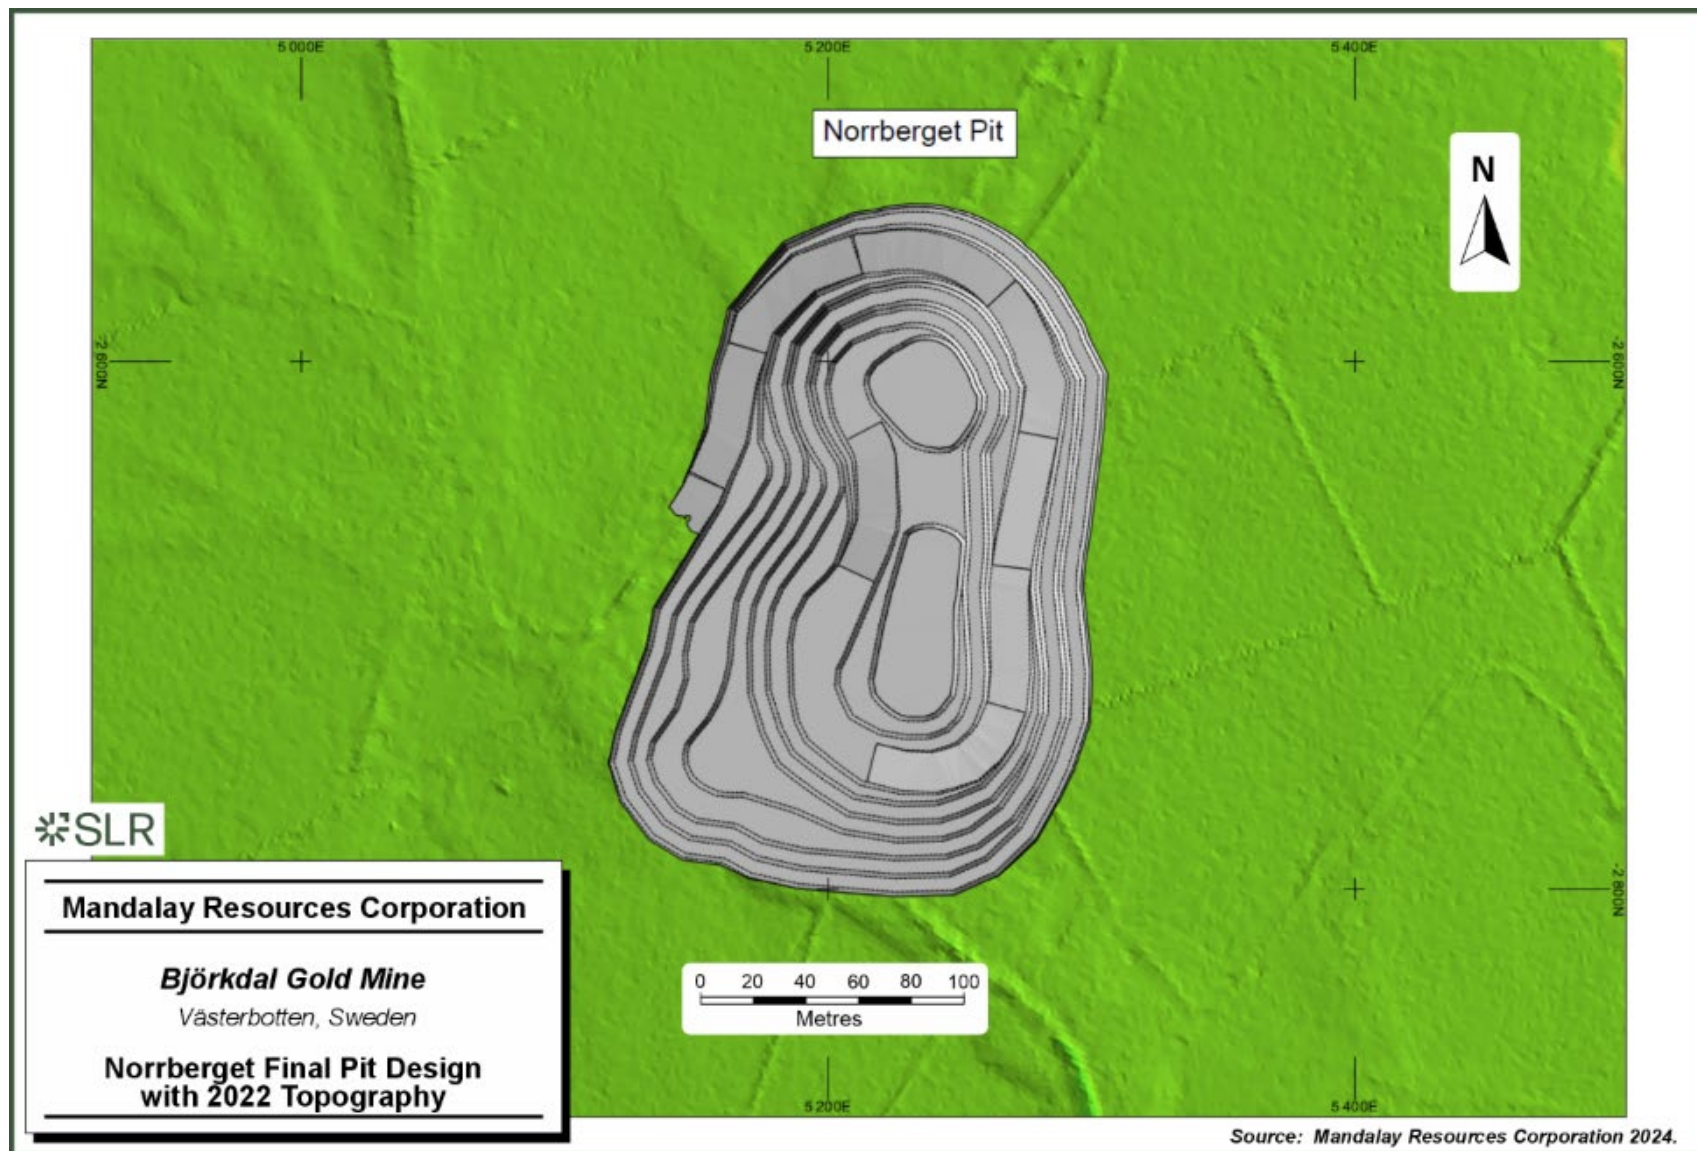 5 000E
5 200E
5 400E
Norrberget Pit
N
-2 600N
-2 600N
-2 800N
SLR
Mandalay Resources Corporation
Björkdal Gold Mine
Västerbotten, Sweden
Norrberget Final Pit Design
with 2022 Topography
0 20 40 60 80 100
Metres
5 200E
5 400E
Source: Mandalay Resources Corporation 2024.